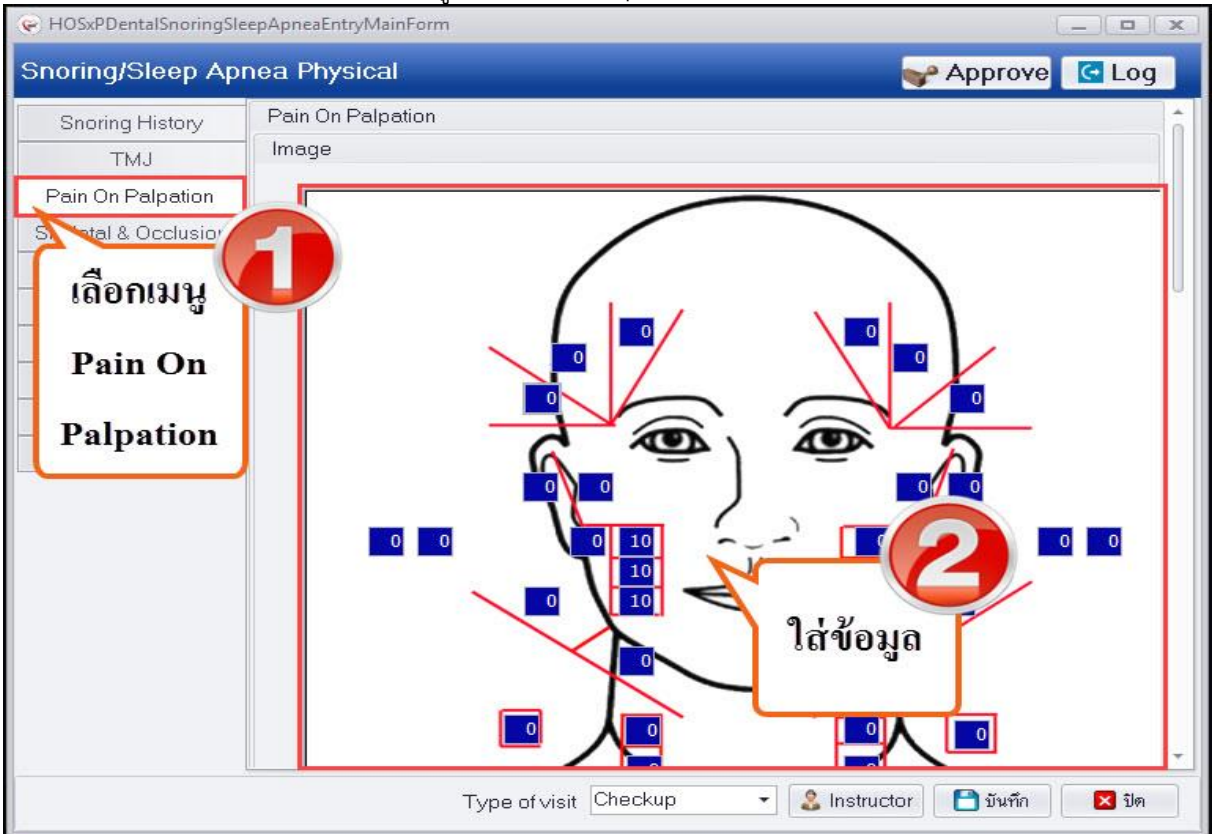 HOSxPDentalSnoringSleepApneaEntryMainForm
Snoring/Sleep Apnea Physical
Approve
Log
Snoring History
TMJ
Pain On Palpation
Pain On Palpation
Image
1
เลือกเมนู
Pain On
Palpation
0 0
0 0
0 0
0 0 0 0
0 0 0 10 0 0
10
0 10
0
2
ใส่ข้อมูล
0 0 0 0
Type of visit Checkup Instructor บันทึก ปิด